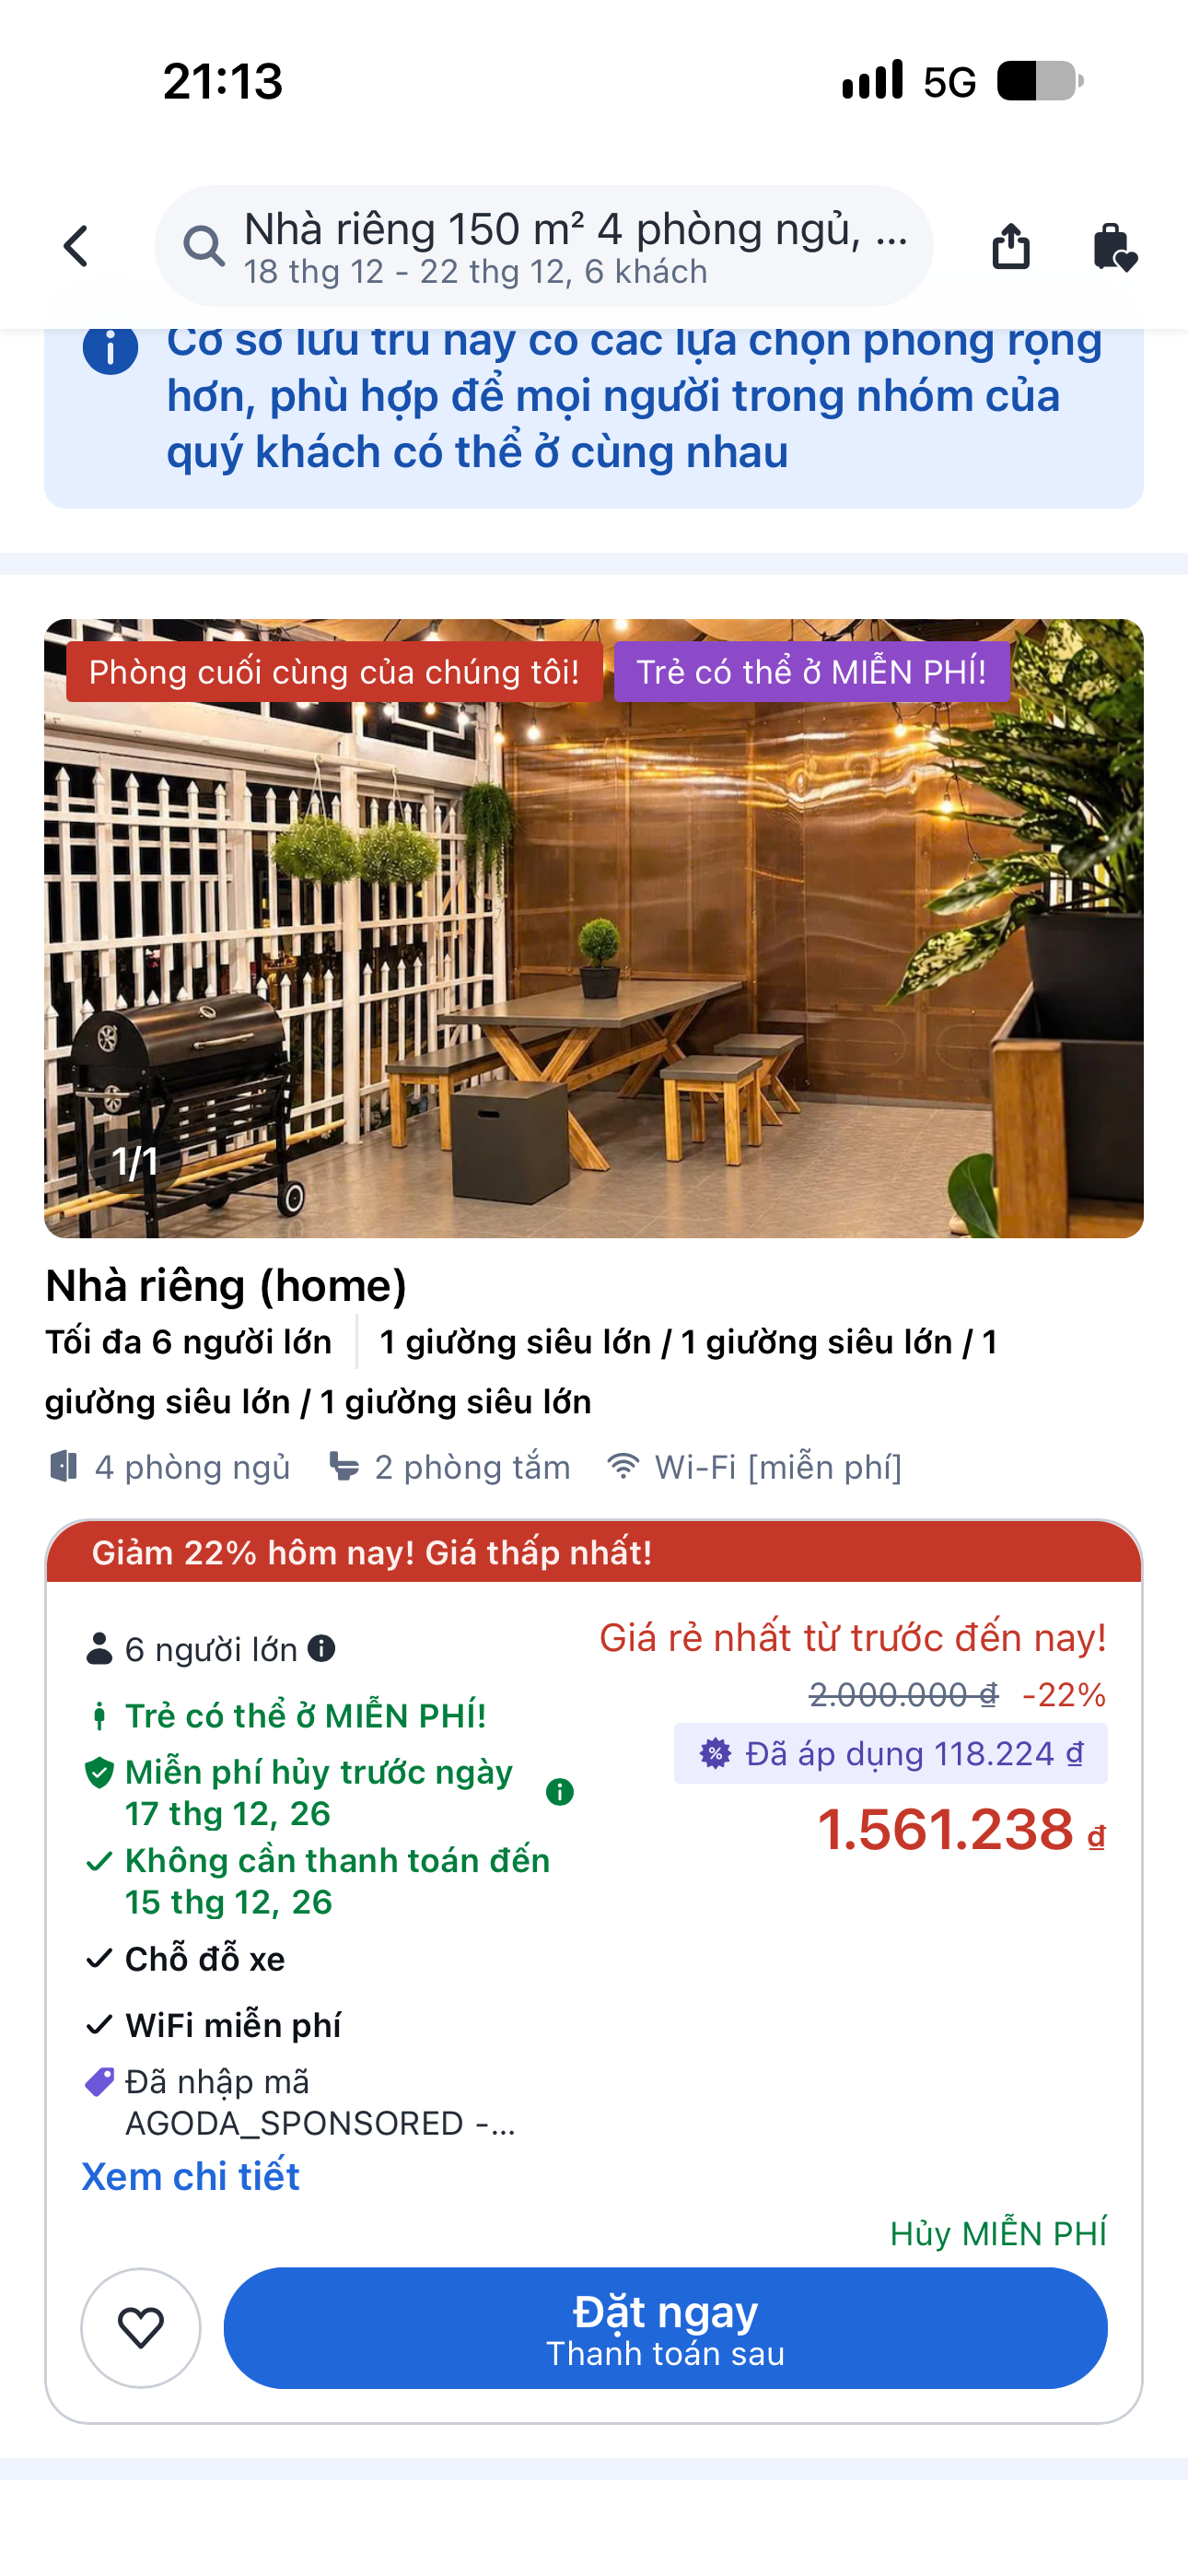 21:13
5G
Nhà riêng 150 m² 4 phòng ngủ, ...
18 thg 12 - 22 thg 12, 6 khách
Cơ sở lưu trú này có các lựa chọn phòng rộng
hơn, phù hợp để mọi người trong nhóm của
quý khách có thể ở cùng nhau
Phòng cuối cùng của chúng tôi!
Trẻ có thể ở MIỄN PHÍ!
1/1
Nhà riêng (home)
Tối đa 6 người lớn
1 giường siêu lớn / 1 giường siêu lớn / 1
giường siêu lớn / 1 giường siêu lớn
4 phòng ngủ
2 phòng tắm
Wi-Fi [miễn phí]
Giảm 22% hôm nay! Giá thấp nhất!
6 người lớn
Trẻ có thể ở MIỄN PHÍ!
Miễn phí hủy trước ngày
17 thg 12, 26
Không cần thanh toán đến
15 thg 12, 26
Chỗ đỗ xe
WiFi miễn phí
Đã nhập mã
AGODA_SPONSORED -...
Xem chi tiết
Giá rẻ nhất từ trước đến nay!
2.000.000 ₫ -22%
Đã áp dụng 118.224 ₫
1.561.238 ₫
Hủy MIỄN PHÍ
Đặt ngay
Thanh toán sau